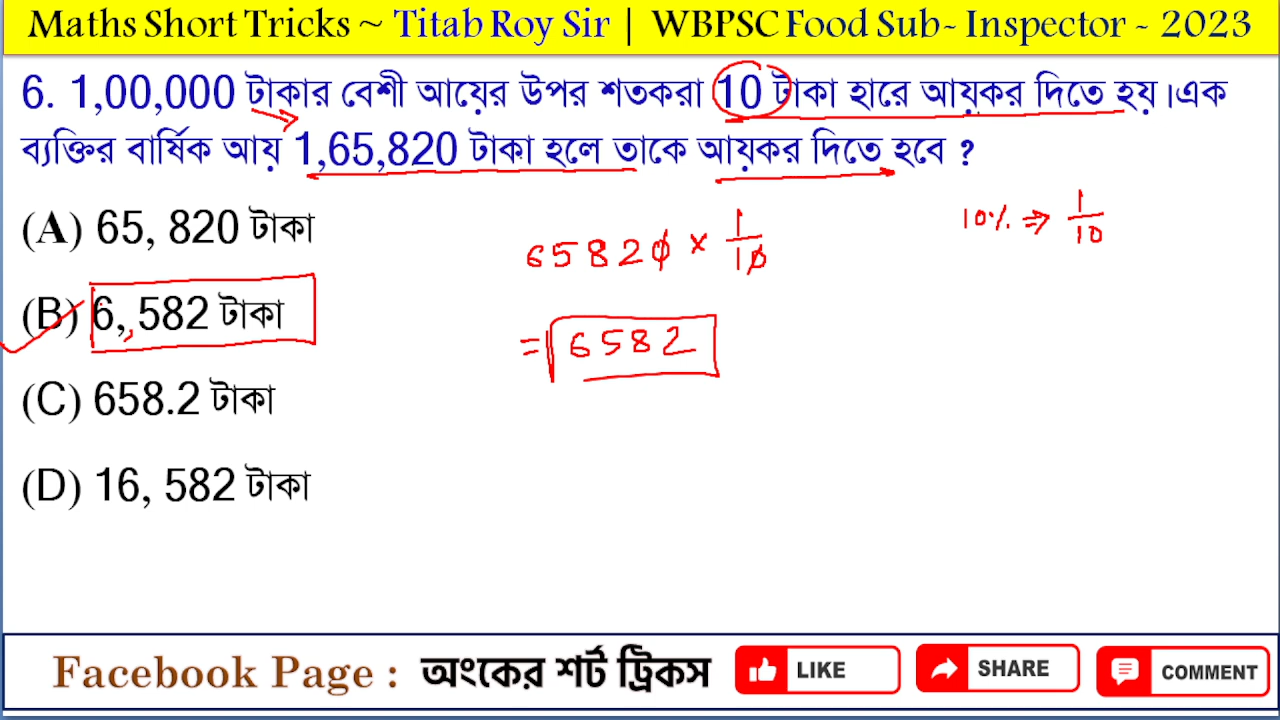 Maths Short Tricks ~ Titab Roy Sir | WBPSC Food Sub- Inspector - 2023
6. 1,00,000 টাকার বেশী আয়ের উপর শতকরা 10 টাকা হারে আয়কর দিতে হয়।এক
ব্যক্তির বার্ষিক আয় 1,65,820 টাকা হলে তাকে আয়কর দিতে হবে ?
(A) 65, 820 টাকা
(B) 6, 582 টাকা
(C) 658.2 টাকা
(D) 16, 582 টাকা
65820 × 1/10
10% ⇒ 1/10
= 6582
Facebook Page : অংকের শর্ট ট্রিকস LIKE SHARE COMMENT